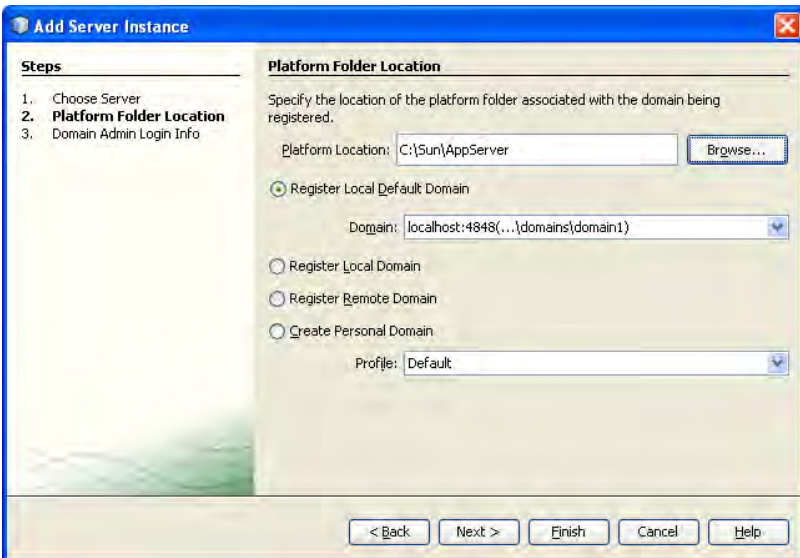 Add Server Instance
Steps
1. Choose Server
2. Platform Folder Location
3. Domain Admin Login Info
Platform Folder Location
Specify the location of the platform folder associated with the domain being
registered.
Platform Location: C:\Sun\AppServer Browse...
Register Local Default Domain
Domain: localhost:4848(...\domains\domain1)
Register Local Domain
Register Remote Domain
Create Personal Domain
Profile: Default
< Back Next > Finish Cancel Help